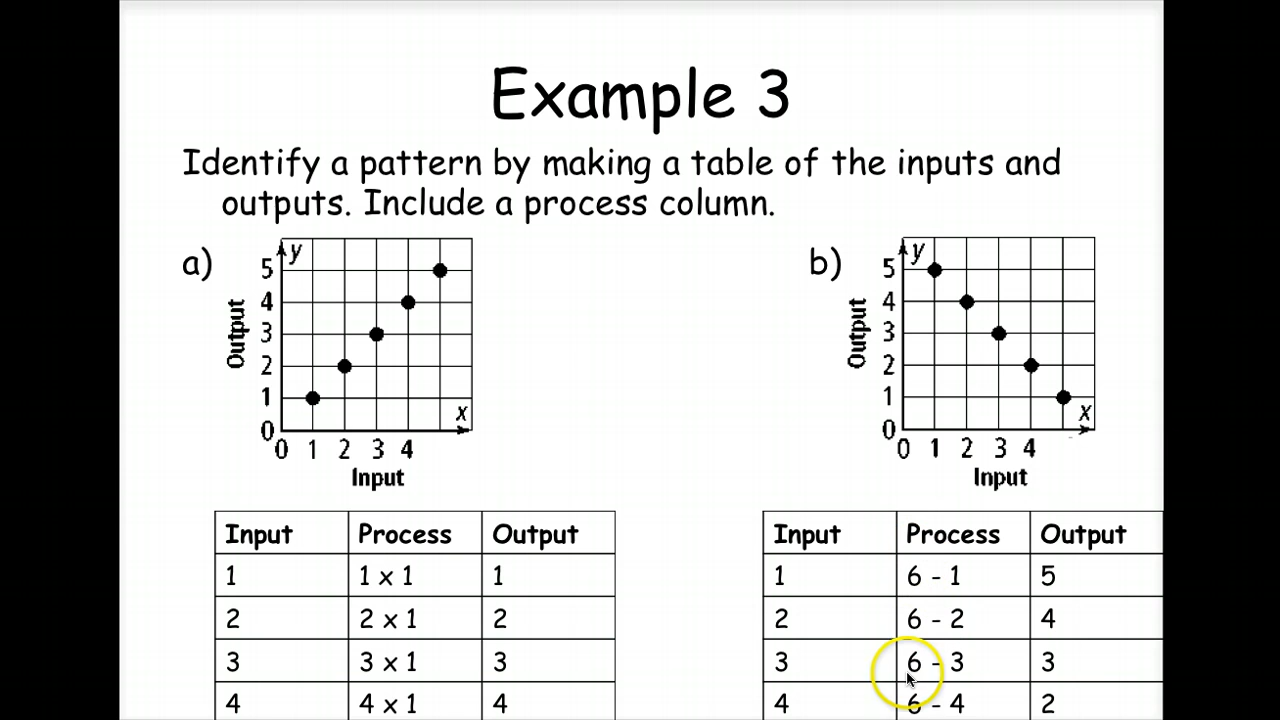 Example 3
Identify a pattern by making a table of the inputs and
outputs. Include a process column.
a)
y
5
4
3
2
1
0
Output
x
0 1 2 3 4
Input
b)
y
5
4
3
2
1
0
Output
x
0 1 2 3 4
Input
Input Process Output
1 1 x 1 1
2 2 x 1 2
3 3 x 1 3
4 4 x 1 4
Input Process Output
1 6 - 1 5
2 6 - 2 4
3 6 - 3 3
4 6 - 4 2